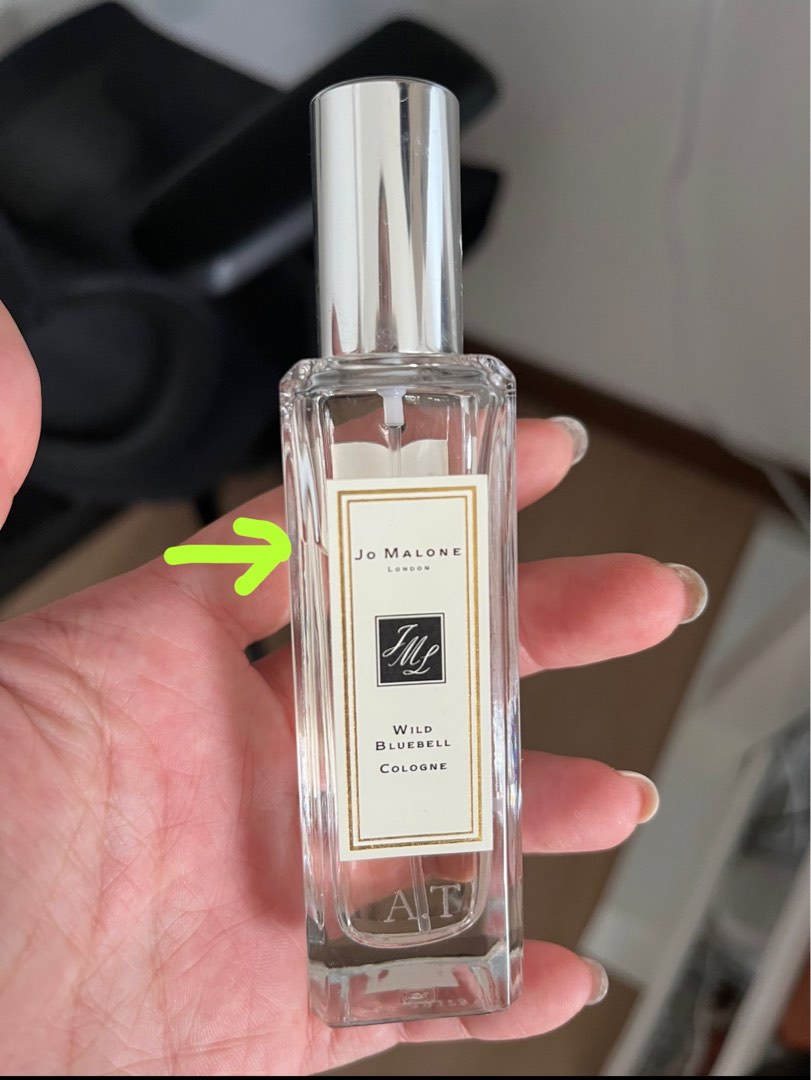 JO MALONE
LONDON
JML
WILD
BLUEBELL
COLOGNE
A.T